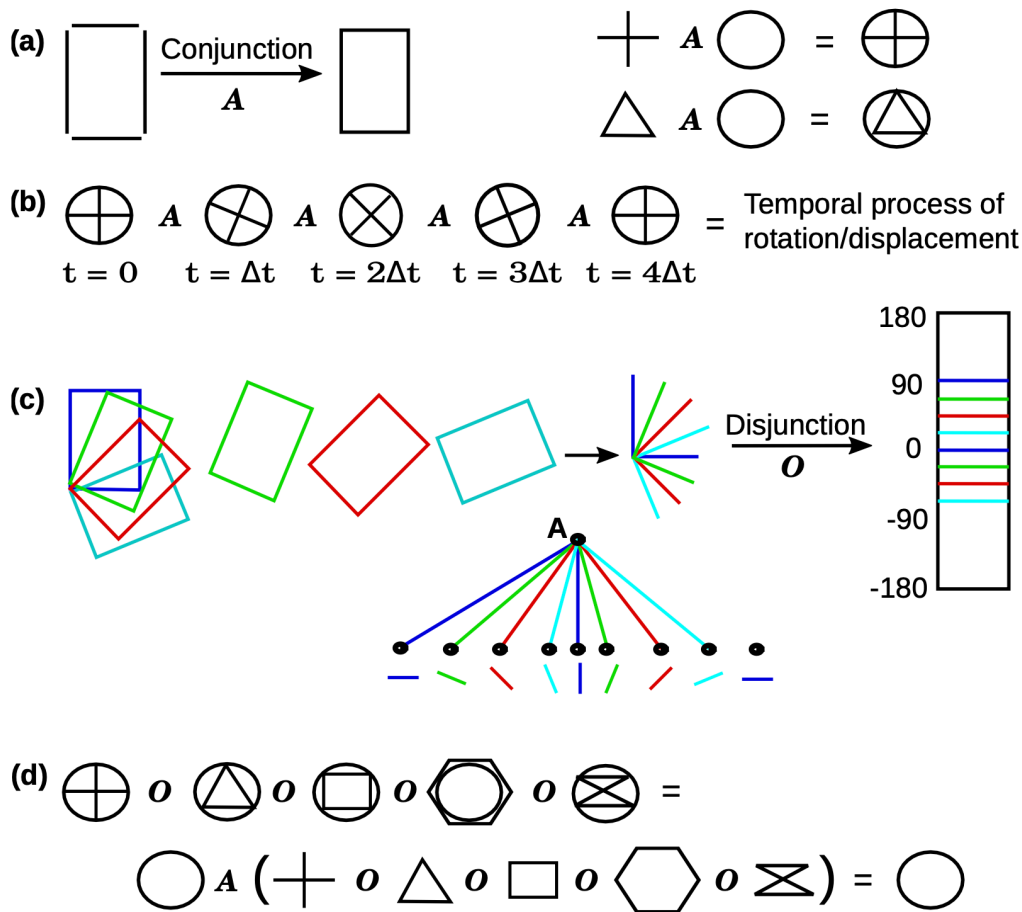 (a) Conjunction
A
A =
A =
(b) A A A A = Temporal process of
rotation/displacement
t = 0 t = Δt t = 2Δt t = 3Δt t = 4Δt
(c) Disjunction
O
180
90
0
-90
-180
A
(d) O O O O =
A ( O O O O ) =